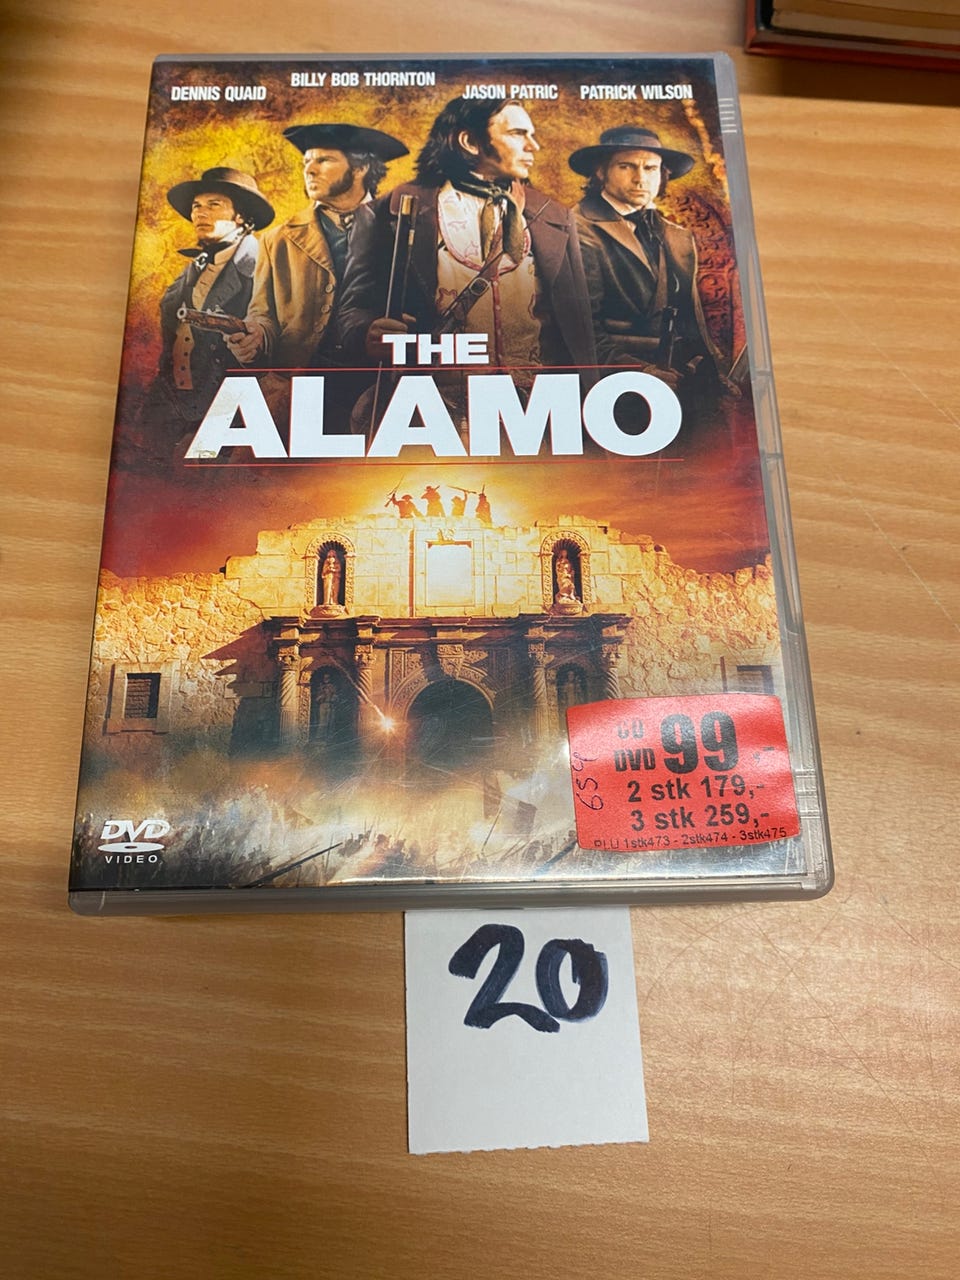 DENNIS QUAID BILLY BOB THORNTON JASON PATRIC PATRICK WILSON
THE
ALAMO
CD
DVD 99,-
2 stk 179,-
3 stk 259,-
PLU 1stk473 - 2stk474 - 3stk475
DVD
VIDEO
20